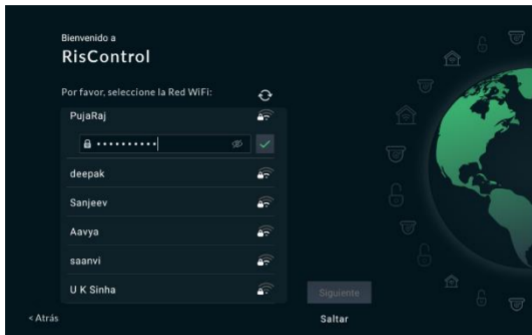 Bienvenido a
RisControl
Por favor, seleccione la Red WiFi:
PujaRaj
••••••••••
deepak
Sanjeev
Aavya
saanvi
U K Sinha
Siguiente
< Atrás
Saltar